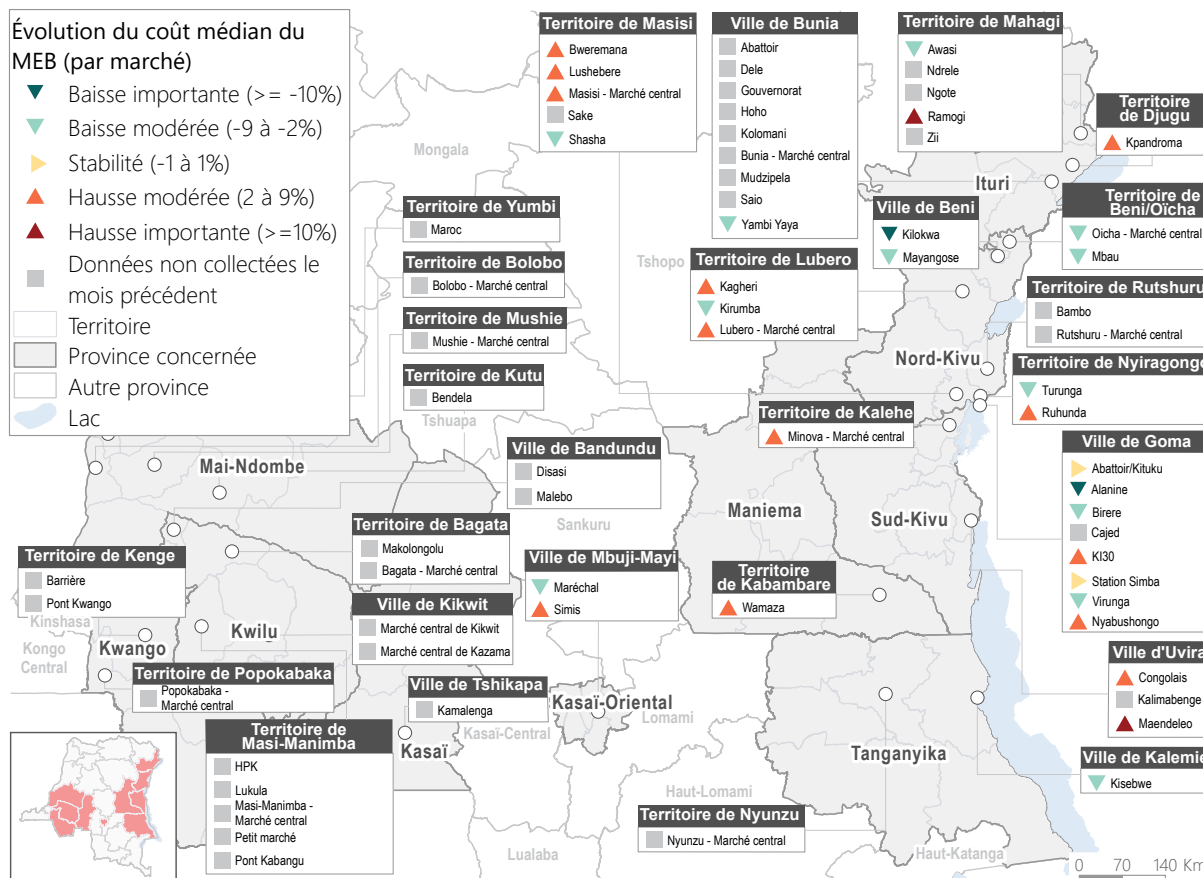 Évolution du coût médian du
MEB (par marché)
Baisse importante (>= -10%)
Baisse modérée (-9 à -2%)
Stabilité (-1 à 1%)
Hausse modérée (2 à 9%)
Hausse importante (>=10%)
Données non collectées le
mois précédent
Territoire
Province concernée
Autre province
Lac
Territoire de Masisi
Bweremana
Lushebere
Masisi - Marché central
Sake
Shasha
Ville de Bunia
Abattoir
Dele
Gouvernorat
Hoho
Kolomani
Bunia - Marché central
Mudzipela
Saio
Yambi Yaya
Territoire de Mahagi
Awasi
Ndrele
Ngote
Ramogi
Zii
Territoire
de Djugu
Kpandroma
Mongala
Ituri
Territoire de Yumbi
Maroc
Territoire de Bolobo
Bolobo - Marché central
Territoire de Mushie
Mushie - Marché central
Territoire de Kutu
Bendela
Tshuapa
Tshopo
Ville de Beni
Kilokwa
Mayangose
Territoire de
Beni/Oïcha
Oicha - Marché central
Mbau
Territoire de Lubero
Kagheri
Kirumba
Lubero - Marché central
Territoire de Rutshuru
Bambo
Rutshuru - Marché central
Nord-Kivu
Territoire de Nyiragongo
Turunga
Ruhunda
Territoire de Kalehe
Minova - Marché central
Ville de Goma
Abattoir/Kituku
Alanine
Birere
Cajed
KI30
Station Simba
Virunga
Nyabushongo
Mai-Ndombe
Ville de Bandundu
Disasi
Malebo
Sankuru
Maniema
Sud-Kivu
Territoire de Bagata
Makolongolu
Bagata - Marché central
Territoire de Kenge
Barrière
Pont Kwango
Kinshasa
Kongo
Central
Kwango
Kwilu
Ville de Kikwit
Marché central de Kikwit
Marché central de Kazama
Ville de Mbuji-Mayi
Maréchal
Simis
Territoire
de Kabambare
Wamaza
Ville d'Uvira
Congolais
Kalimabenge
Maendeleo
Territoire de Popokabaka
Popokabaka -
Marché central
Ville de Tshikapa
Kamalenga
Kasaï-Oriental
Lomami
Kasaï-Central
Kasaï
Territoire de
Masi-Manimba
HPK
Lukula
Masi-Manimba -
Marché central
Petit marché
Pont Kabangu
Tanganyika
Ville de Kalemie
Kisebwe
Haut-Lomami
Territoire de Nyunzu
Nyunzu - Marché central
Lualaba
Haut-Katanga
0 70 140 Km